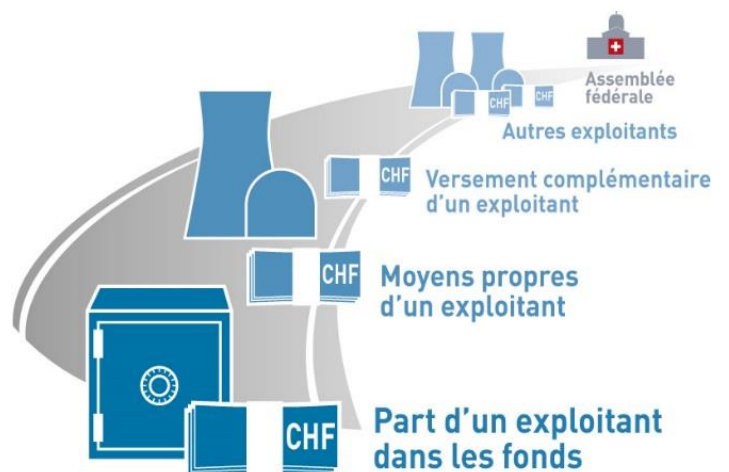 Assemblée
fédérale
CHF
CHF
Autres exploitants
CHF
Versement complémentaire
d'un exploitant
CHF
Moyens propres
d'un exploitant
CHF
Part d'un exploitant
dans les fonds